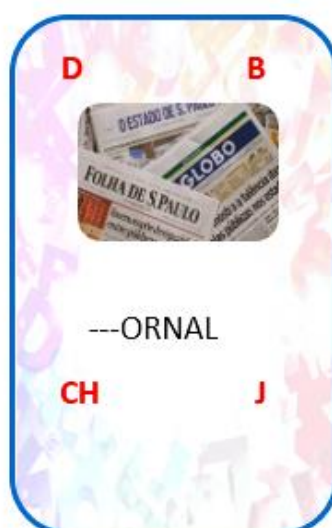 D B
O ESTADO DE S. PAULO
GLOBO
FOLHA DE S.PAULO
---ORNAL
CH J